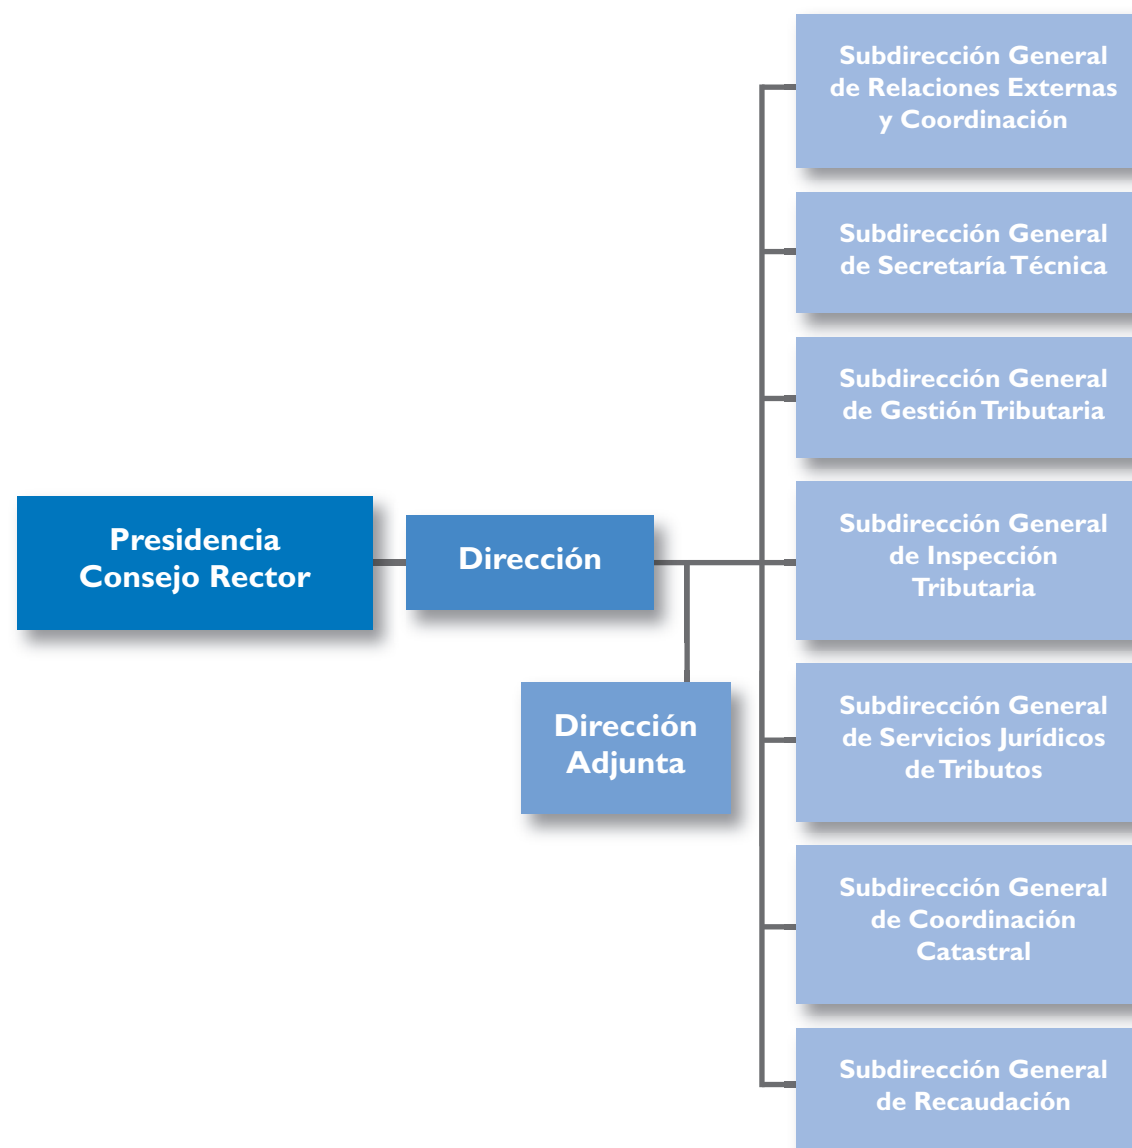 Presidencia
Consejo Rector
Dirección
Dirección
Adjunta
Subdirección General
de Relaciones Externas
y Coordinación
Subdirección General
de Secretaría Técnica
Subdirección General
de Gestión Tributaria
Subdirección General
de Inspección
Tributaria
Subdirección General
de Servicios Jurídicos
de Tributos
Subdirección General
de Coordinación
Catastral
Subdirección General
de Recaudación